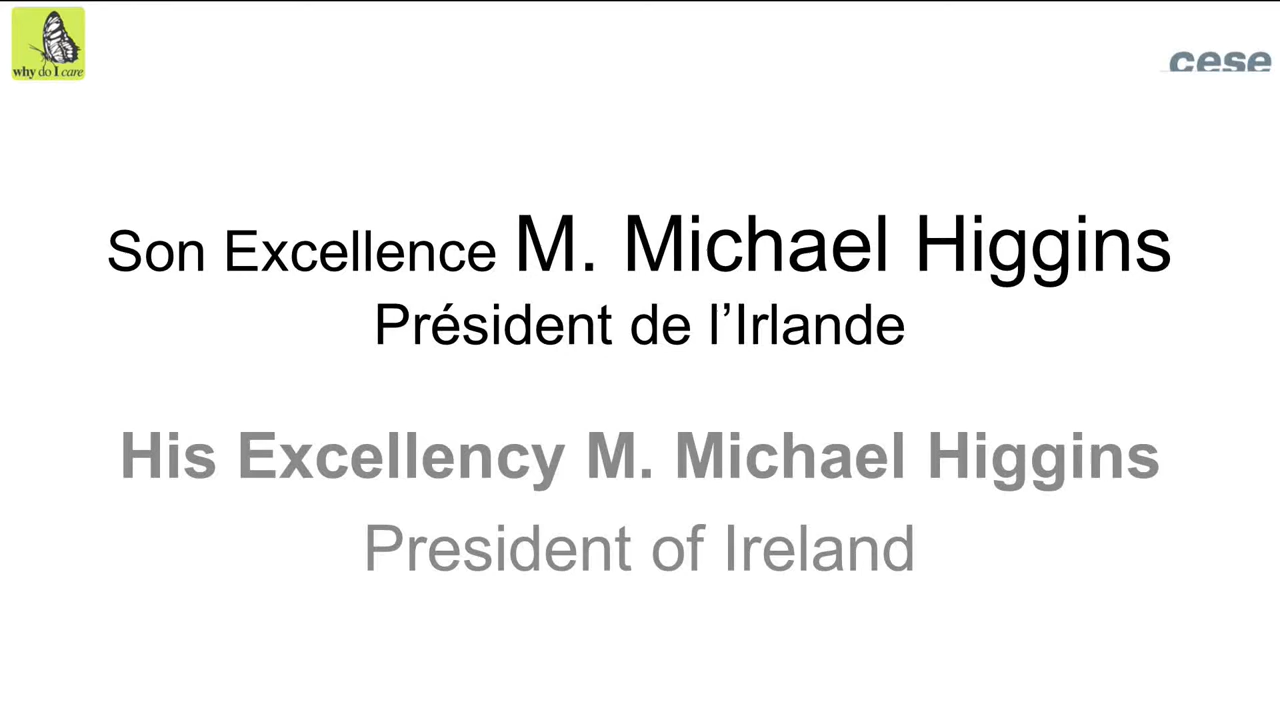 why do I care
cese
Son Excellence M. Michael Higgins
Président de l’Irlande
His Excellency M. Michael Higgins
President of Ireland